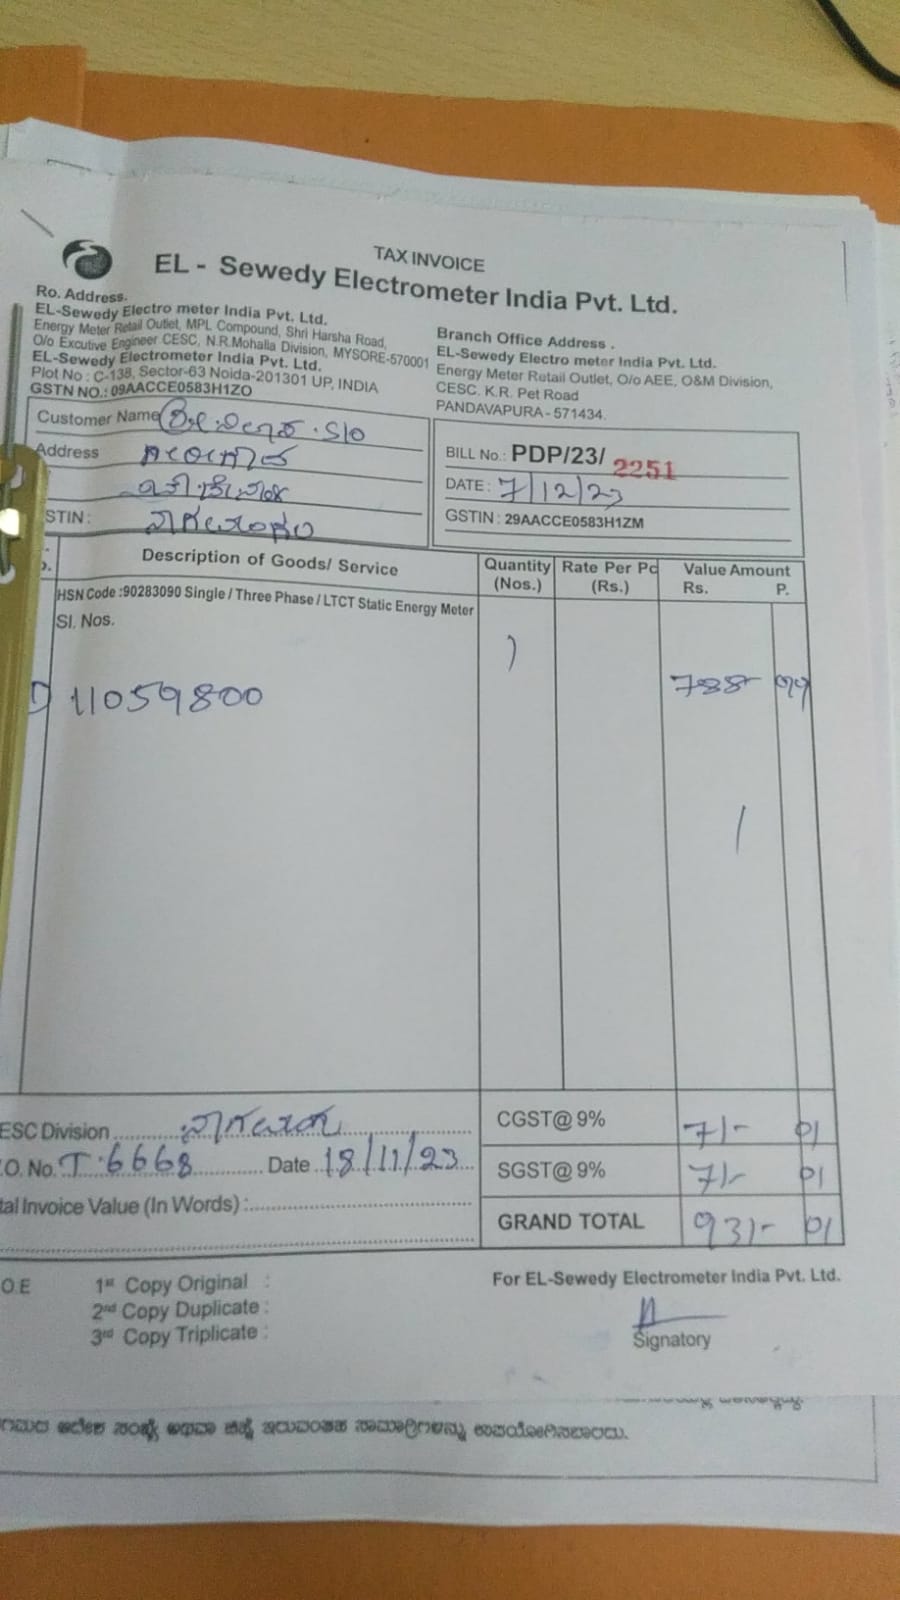 TAX INVOICE
EL - Sewedy Electrometer India Pvt. Ltd.
Ro. Address.
EL-Sewedy Electro meter India Pvt. Ltd.
Energy Meter Retail Outlet, MPL Compound, Shri Harsha Road,
O/o Excutive Engineer CESC, N.R.Mohalla Division, MYSORE-570001
EL-Sewedy Electrometer India Pvt. Ltd.
Plot No : C-138, Sector-63 Noida-201301 UP, INDIA
GSTN NO.: 09AACCE0583H1ZO
Branch Office Address .
EL-Sewedy Electro meter India Pvt. Ltd.
Energy Meter Retail Outlet, O/o AEE, O&M Division,
CESC. K.R. Pet Road
PANDAVAPURA - 571434.
Customer Name S/O
Address
STIN :
BILL No.: PDP/23/ 2251
DATE : 7/12/23
GSTIN : 29AACCE0583H1ZM
Description of Goods/ Service
Quantity (Nos.)
Rate Per Pc (Rs.)
Value Amount
Rs. P.
HSN Code :90283090 Single / Three Phase / LTCT Static Energy Meter
Sl. Nos.
1
11059800
788- 99
ESC Division
O. No. T.6668 Date 18/11/23
tal Invoice Value (In Words) :
CGST@ 9% 71- 01
SGST@ 9% 71- 01
GRAND TOTAL 931- 01
O.E
1st Copy Original :
2nd Copy Duplicate :
3rd Copy Triplicate :
For EL-Sewedy Electrometer India Pvt. Ltd.
Signatory